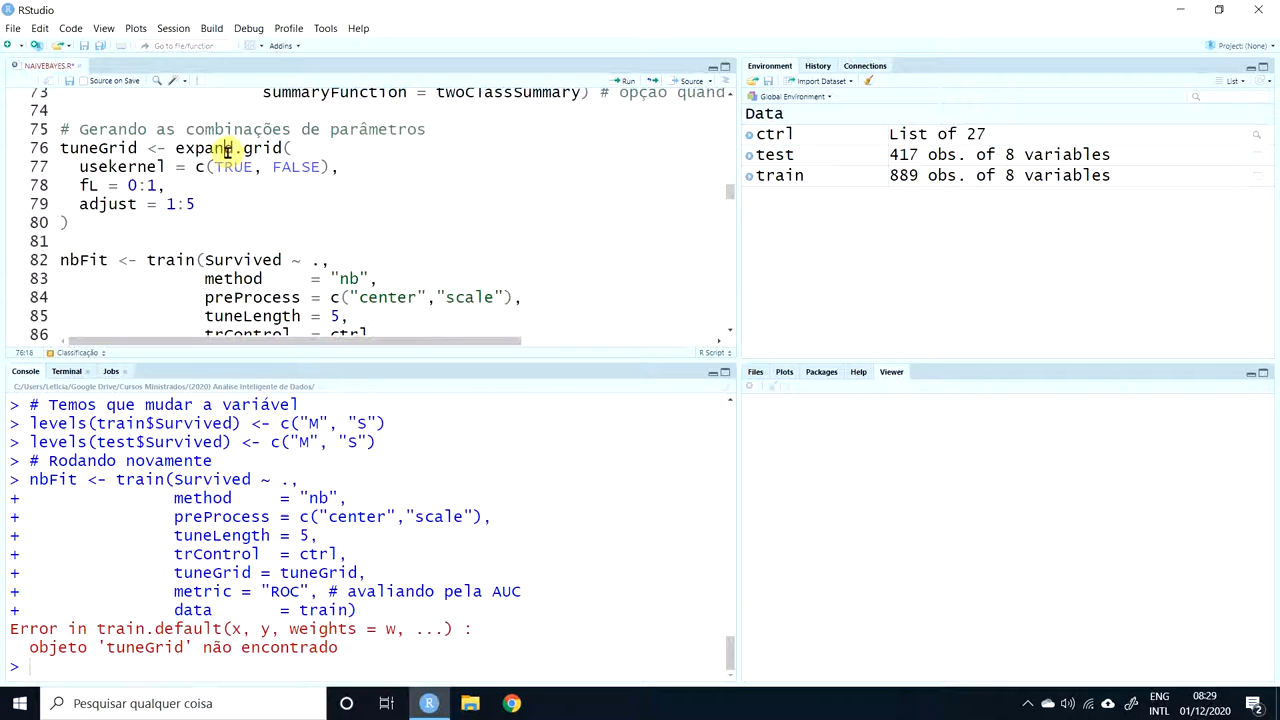 RStudio
File Edit Code View Plots Session Build Debug Profile Tools Help
Go to file/function Addins Project: (None)
NAIVEBAYES.R*
Source on Save Run Source
73 summaryFunction = twoClassSummary) # opção quand
74
75 # Gerando as combinações de parâmetros
76 tuneGrid <- expand.grid(
77 usekernel = c(TRUE, FALSE),
78 fL = 0:1,
79 adjust = 1:5
80 )
81
82 nbFit <- train(Survived ~ .,
83 method = "nb",
84 preProcess = c("center","scale"),
85 tuneLength = 5,
86 trControl = ctrl
76:18 Classificação R Script
Console Terminal Jobs
C:/Users/Leticia/Google Drive/Cursos Ministrados/(2020) Análise Inteligente de Dados/
> # Temos que mudar a variável
> levels(train$Survived) <- c("M", "S")
> levels(test$Survived) <- c("M", "S")
> # Rodando novamente
> nbFit <- train(Survived ~ .,
+ method = "nb",
+ preProcess = c("center","scale"),
+ tuneLength = 5,
+ trControl = ctrl,
+ tuneGrid = tuneGrid,
+ metric = "ROC", # avaliando pela AUC
+ data = train)
Error in train.default(x, y, weights = w, ...) :
objeto 'tuneGrid' não encontrado
>
Environment History Connections
Import Dataset List
Global Environment
Data
ctrl List of 27
test 417 obs. of 8 variables
train 889 obs. of 8 variables
Files Plots Packages Help Viewer
Pesquisar qualquer coisa
ENG 08:29
INTL 01/12/2020 2